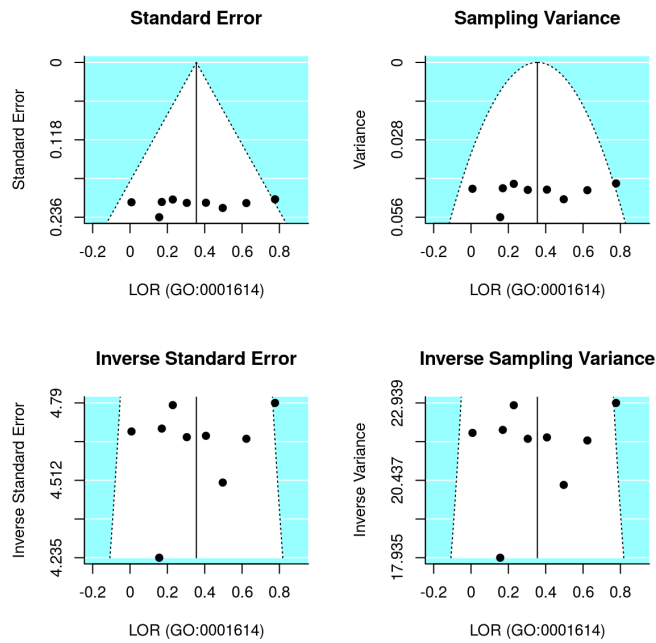 Standard Error
Standard Error
0
0.118
0.236
-0.2 0 0.2 0.4 0.6 0.8
LOR (GO:0001614)
Sampling Variance
Variance
0
0.028
0.056
-0.2 0 0.2 0.4 0.6 0.8
LOR (GO:0001614)
Inverse Standard Error
Inverse Standard Error
4.79
4.512
4.235
-0.2 0 0.2 0.4 0.6 0.8
LOR (GO:0001614)
Inverse Sampling Variance
Inverse Variance
22.939
20.437
17.935
-0.2 0 0.2 0.4 0.6 0.8
LOR (GO:0001614)